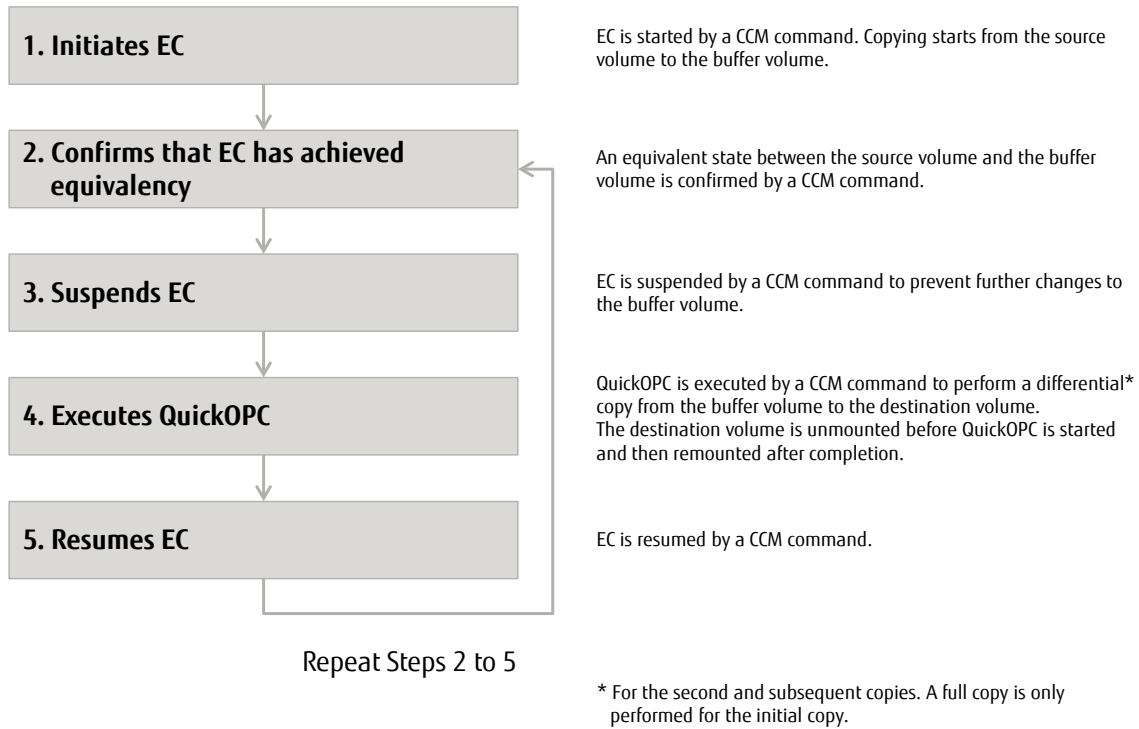 1. Initiates EC
EC is started by a CCM command. Copying starts from the source
volume to the buffer volume.
2. Confirms that EC has achieved
equivalency
An equivalent state between the source volume and the buffer
volume is confirmed by a CCM command.
3. Suspends EC
EC is suspended by a CCM command to prevent further changes to
the buffer volume.
4. Executes QuickOPC
QuickOPC is executed by a CCM command to perform a differential*
copy from the buffer volume to the destination volume.
The destination volume is unmounted before QuickOPC is started
and then remounted after completion.
5. Resumes EC
EC is resumed by a CCM command.
Repeat Steps 2 to 5
* For the second and subsequent copies. A full copy is only
performed for the initial copy.